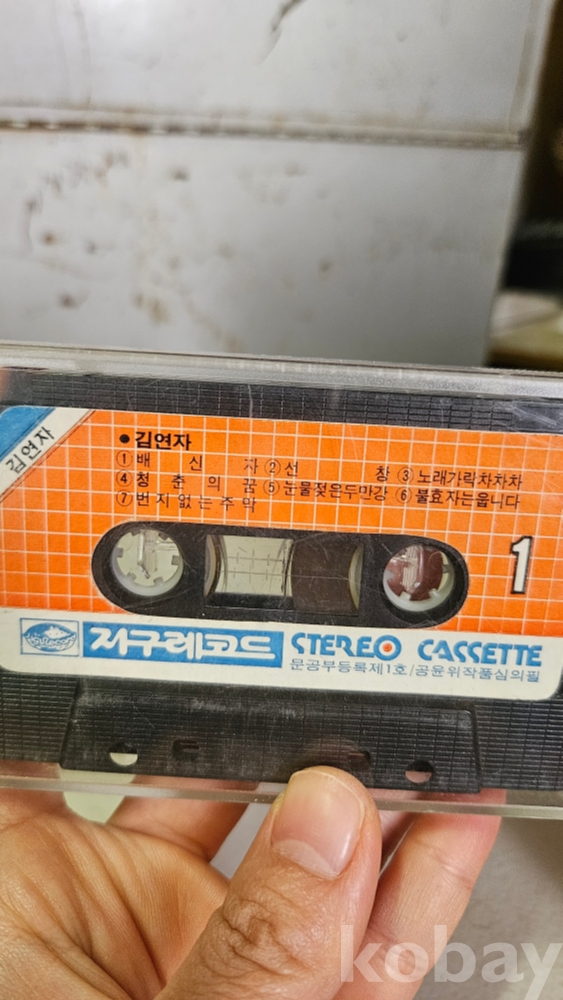 김연자
● 김연자
① 배신자 ② 선창 ③ 노래가락차차차
④ 청춘의 꿈 ⑤ 눈물젖은두만강 ⑥ 불효자는웁니다
⑦ 번지없는주막
1
지구레코드 STEREO CASSETTE
문공부등록제1호/공윤위작품심의필
kobay